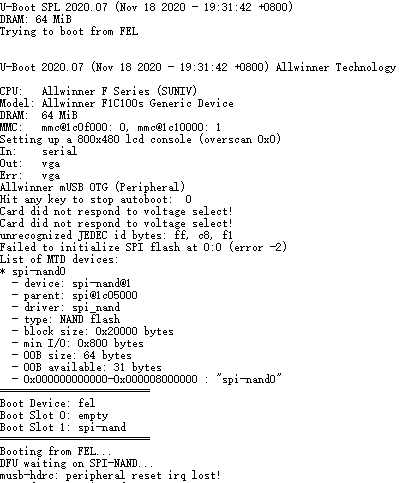 U-Boot SPL 2020.07 (Nov 18 2020 - 19:31:42 +0800)
DRAM: 64 MiB
Trying to boot from FEL
U-Boot 2020.07 (Nov 18 2020 - 19:31:42 +0800) Allwinner Technology
CPU:   Allwinner F Series (SUNIV)
Model: Allwinner F1C100s Generic Device
DRAM:  64 MiB
MMC:   mmc@1c0f000: 0, mmc@1c10000: 1
Setting up a 800x480 lcd console (overscan 0x0)
In:    serial
Out:   vga
Err:   vga
Allwinner mUSB OTG (Peripheral)
Hit any key to stop autoboot:  0
Card did not respond to voltage select!
Card did not respond to voltage select!
unrecognized JEDEC id bytes: ff, c8, f1
Failed to initialize SPI flash at 0:0 (error -2)
List of MTD devices:
* spi-nand0
  - device: spi-nand@1
  - parent: spi@1c05000
  - driver: spi_nand
  - type: NAND flash
  - block size: 0x20000 bytes
  - min I/O: 0x800 bytes
  - OOB size: 64 bytes
  - OOB available: 31 bytes
  - 0x000000000000-0x000008000000 : "spi-nand0"
Boot Device: fel
Boot Slot 0: empty
Boot Slot 1: spi-nand
Booting from FEL...
DFU waiting on SPI-NAND...
musb-hdrc: peripheral reset irq lost!